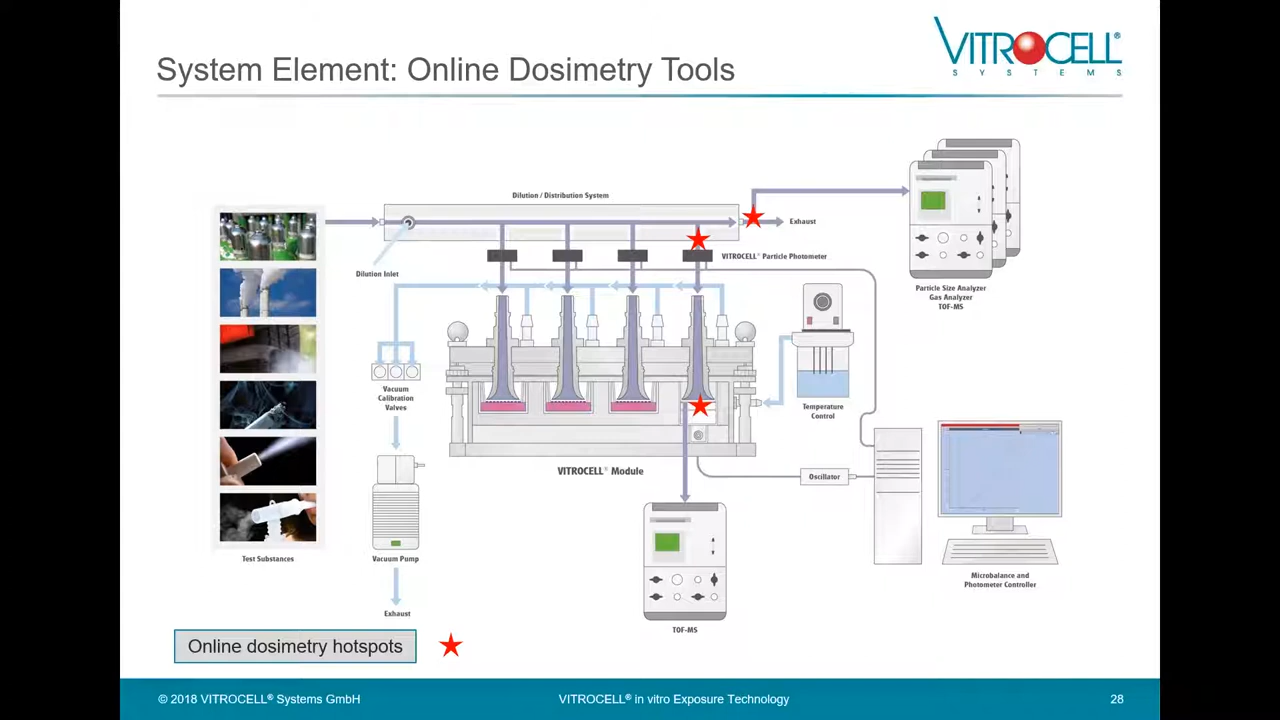 VITROCELL®
SYSTEMS
System Element: Online Dosimetry Tools
Dilution / Distribution System
Exhaust
Dilution Inlet
VITROCELL® Particle Photometer
Particle Size Analyzer
Gas Analyzer
TOF-MS
Vacuum
Calibration
Valves
Temperature
Control
VITROCELL® Module
Oscillator
Test Substances
Vacuum Pump
Microbalance and
Photometer Controller
Exhaust
TOF-MS
Online dosimetry hotspots
© 2018 VITROCELL® Systems GmbH
VITROCELL® in vitro Exposure Technology
28